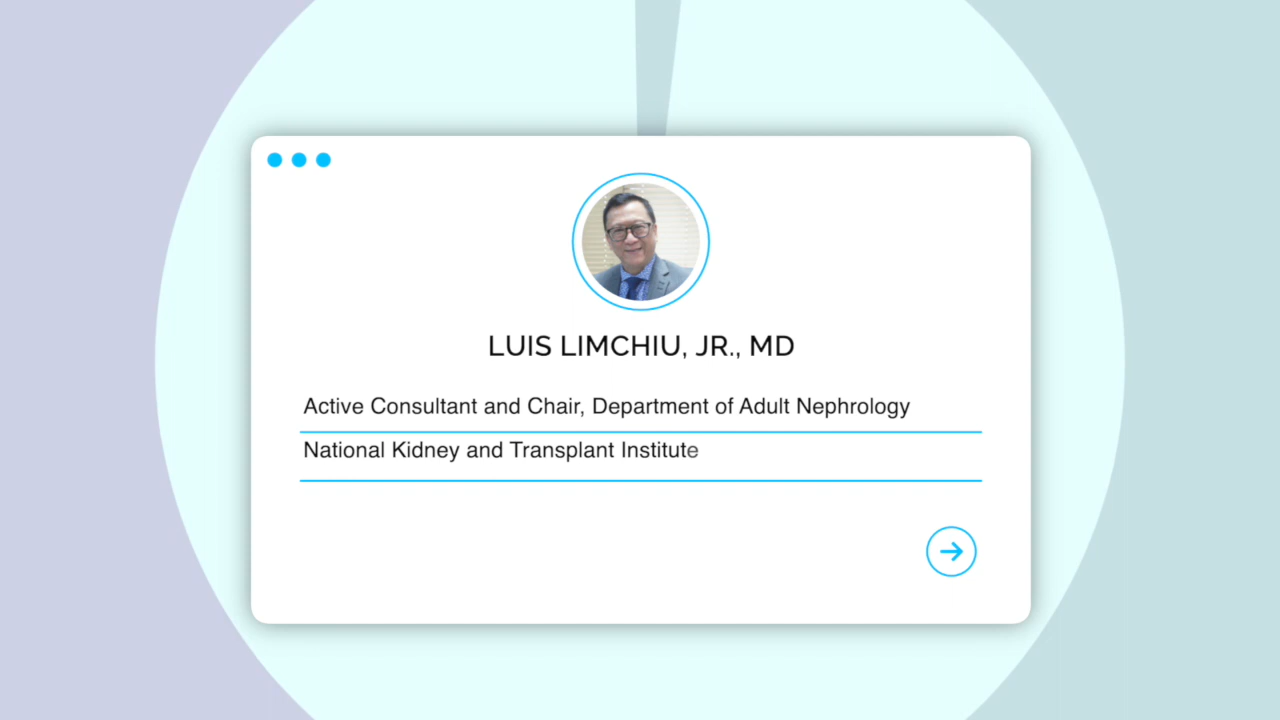 LUIS LIMCHIU, JR., MD
Active Consultant and Chair, Department of Adult Nephrology
National Kidney and Transplant Institute